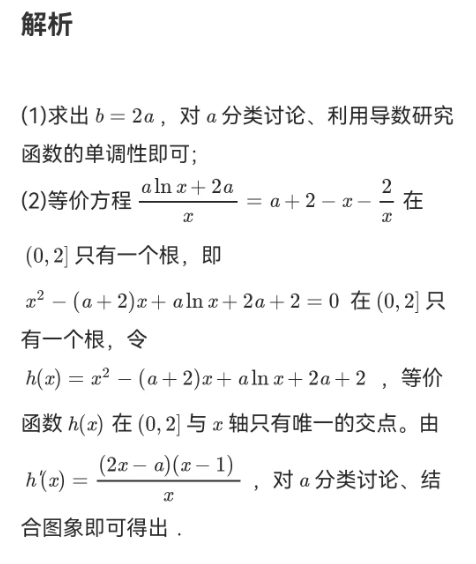 解析
(1)求出 b = 2a ，对 a 分类讨论、利用导数研究
函数的单调性即可；
(2)等价方程 \frac{a\ln x + 2a}{x} = a + 2 - x - \frac{2}{x} 在
(0, 2] 只有一个根，即
x² − (a + 2)x + a ln x + 2a + 2 = 0 在 (0, 2] 只
有一个根，令
h(x) = x² − (a + 2)x + a ln x + 2a + 2 ，等价
函数 h(x) 在 (0, 2] 与 x 轴只有唯一的交点。由
h′(x) = \frac{(2x - a)(x - 1)}{x} ，对 a 分类讨论、结
合图象即可得出 .